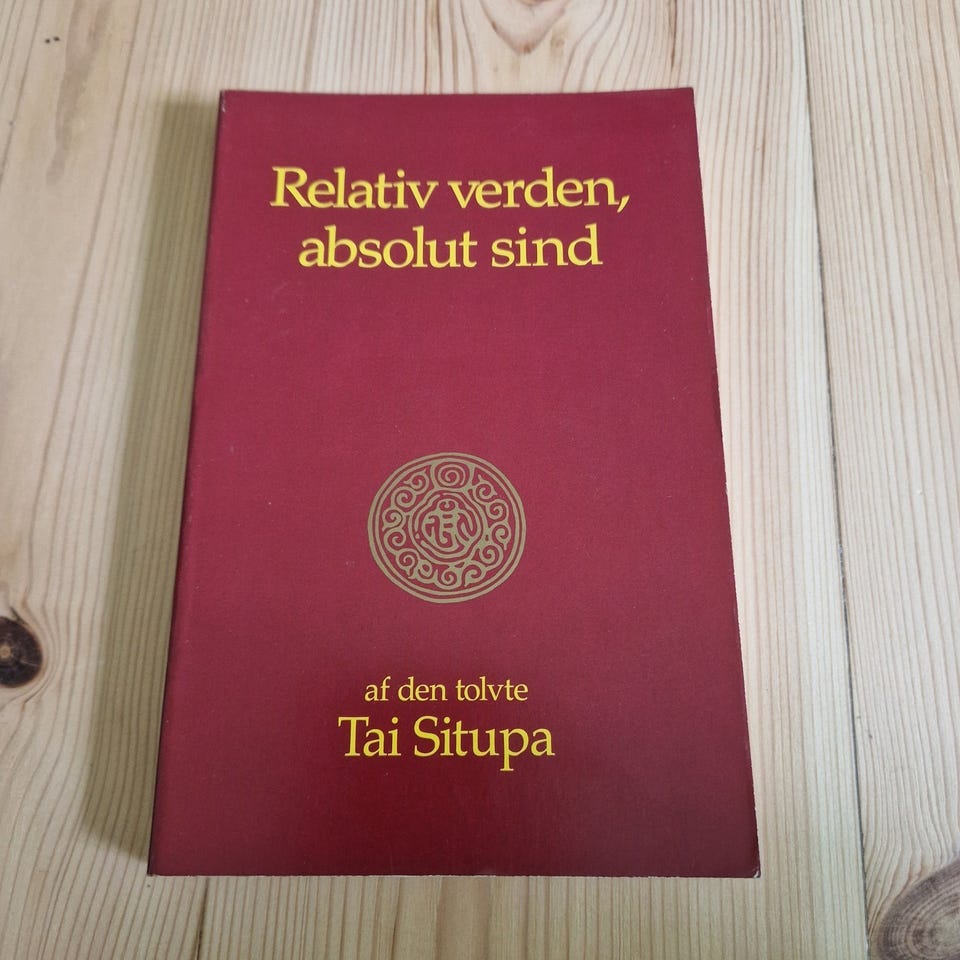 Relativ verden,
absolut sind
af den tolvte
Tai Situpa